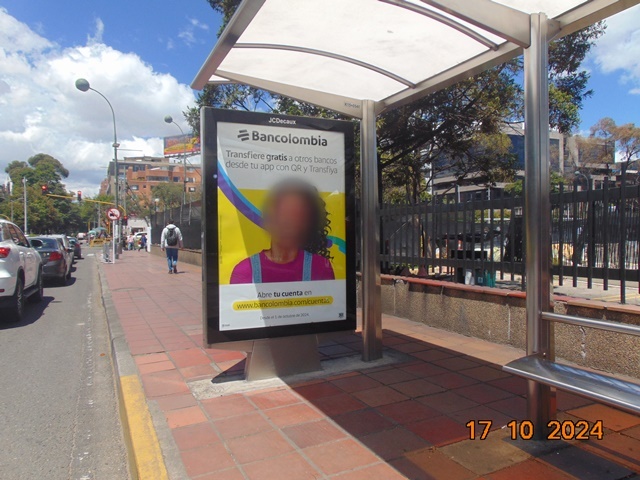 JCDecaux
Bancolombia
Transfiere gratis a otros bancos
desde tu app con QR y Transfiya
Abre tu cuenta en
www.bancolombia.com/cuentas
17 10 2024